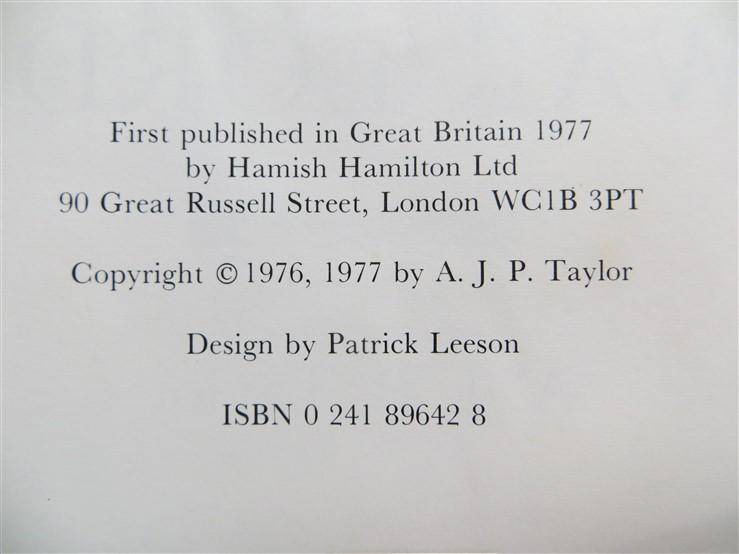 First published in Great Britain 1977
by Hamish Hamilton Ltd
90 Great Russell Street, London WC1B 3PT
Copyright © 1976, 1977 by A. J. P. Taylor
Design by Patrick Leeson
ISBN 0 241 89642 8